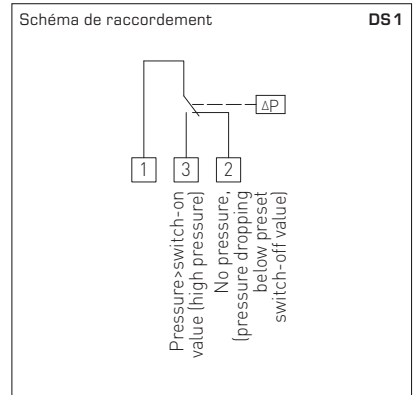 Schéma de raccordement
DS1
ΔP
1
3
2
Pressure>switch-on
value (high pressure)
No pressure,
(pressure dropping
below preset
switch-off value)